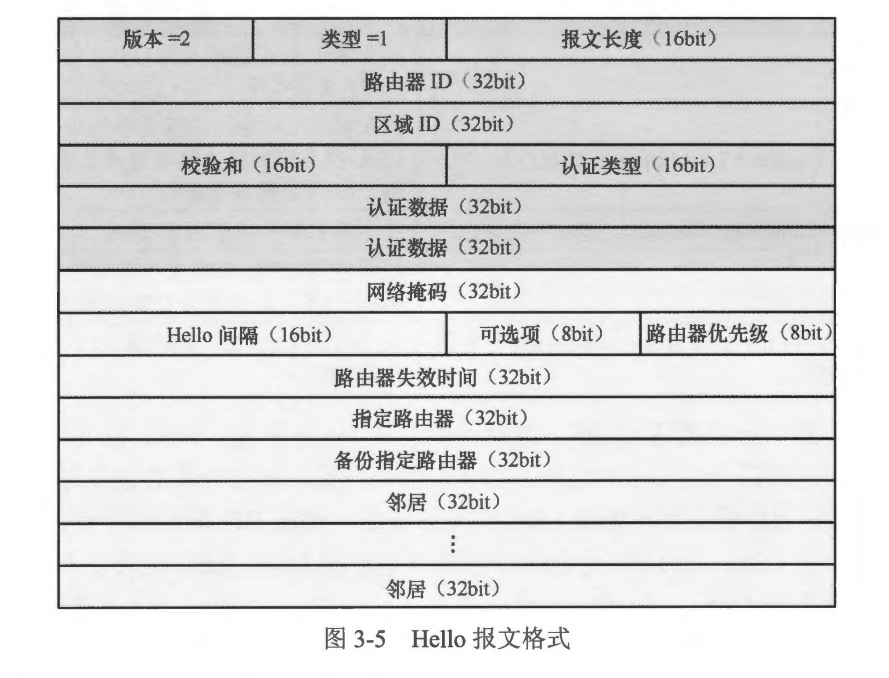 版本=2 类型=1 报文长度（16bit）
路由器 ID（32bit）
区域 ID（32bit）
校验和（16bit） 认证类型（16bit）
认证数据（32bit）
认证数据（32bit）
网络掩码（32bit）
Hello 间隔（16bit） 可选项（8bit） 路由器优先级（8bit）
路由器失效时间（32bit）
指定路由器（32bit）
备份指定路由器（32bit）
邻居（32bit）
⋮
邻居（32bit）
图 3-5 Hello 报文格式